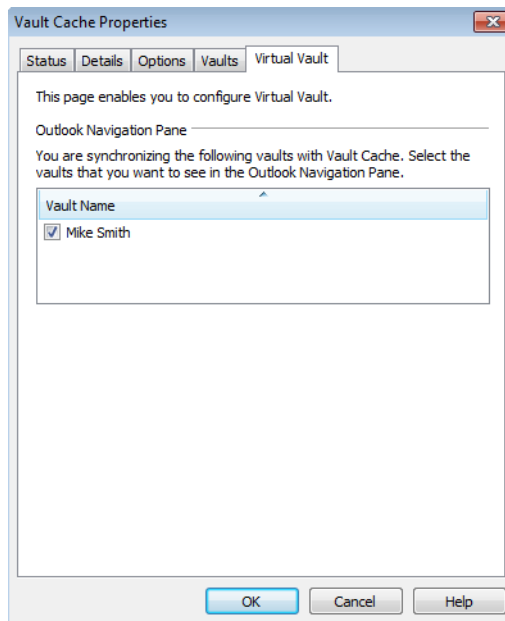 Vault Cache Properties
Status Details Options Vaults Virtual Vault
This page enables you to configure Virtual Vault.
Outlook Navigation Pane
You are synchronizing the following vaults with Vault Cache. Select the
vaults that you want to see in the Outlook Navigation Pane.
Vault Name
Mike Smith
OK Cancel Help